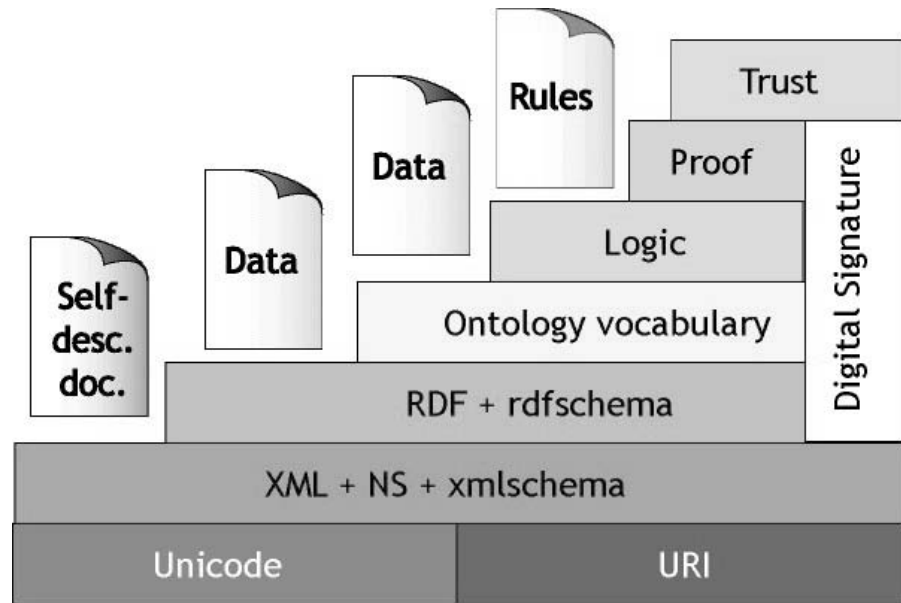 Rules
Trust
Data
Proof
Data
Logic
Self-
desc.
doc.
Ontology vocabulary
Digital Signature
RDF + rdfschema
XML + NS + xmlschema
Unicode
URI